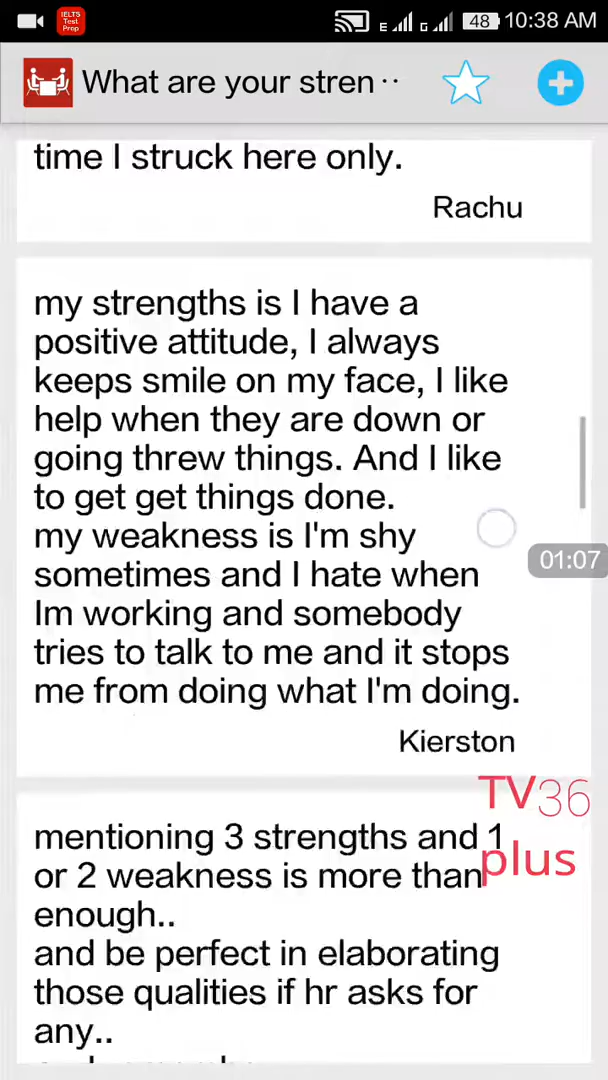 IELTS
Test
Prep
E
G
48
10:38 AM
What are your stren ··
time I struck here only.
Rachu
my strengths is I have a
positive attitude, I always
keeps smile on my face, I like
help when they are down or
going threw things. And I like
to get get things done.
my weakness is I'm shy
sometimes and I hate when
Im working and somebody
tries to talk to me and it stops
me from doing what I'm doing.
01:07
Kierston
TV36
plus
mentioning 3 strengths and 1
or 2 weakness is more than
enough..
and be perfect in elaborating
those qualities if hr asks for
any..